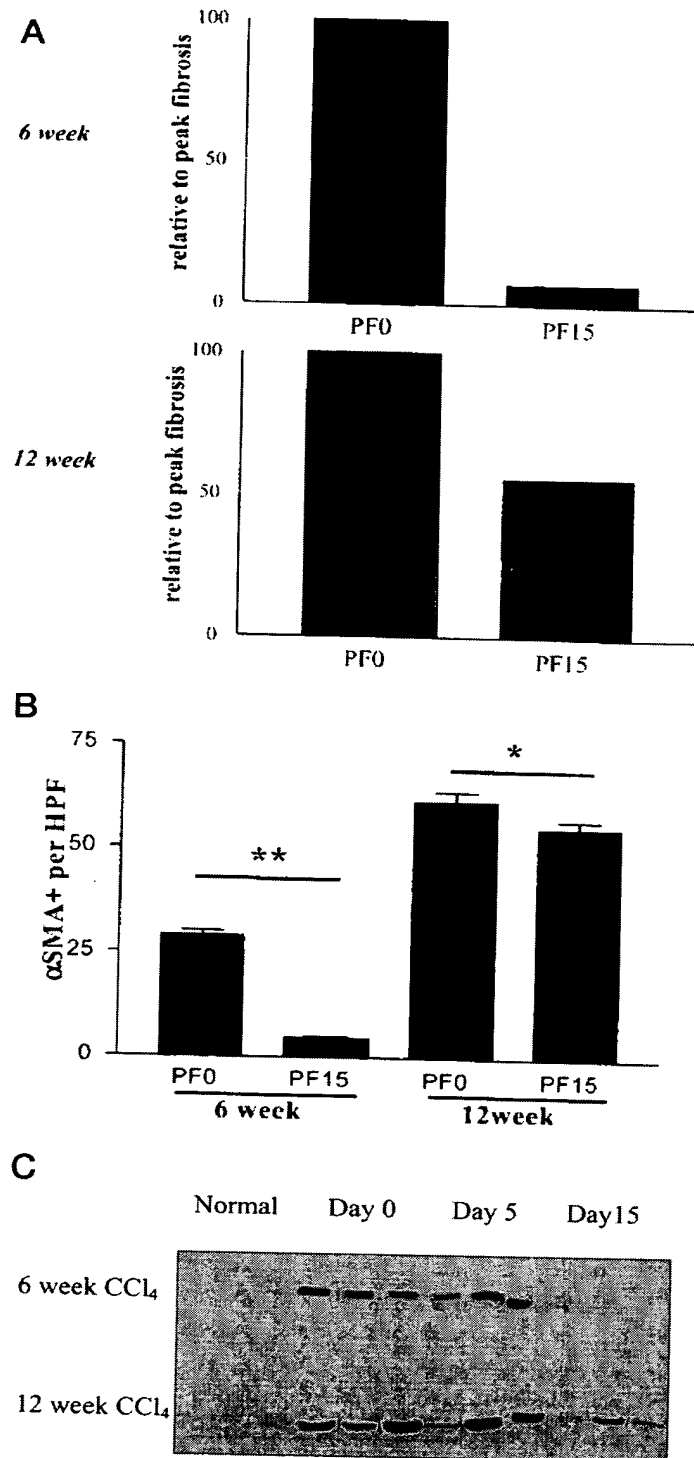 A
6 week
relative to peak fibrosis
100
50
0
PF0
PF15
12 week
relative to peak fibrosis
100
50
0
PF0
PF15
B
αSMA+ per HPF
75
50
25
0
**
*
PF0
PF15
PF0
PF15
6 week
12week
C
Normal
Day 0
Day 5
Day15
6 week CCl₄
12 week CCl₄